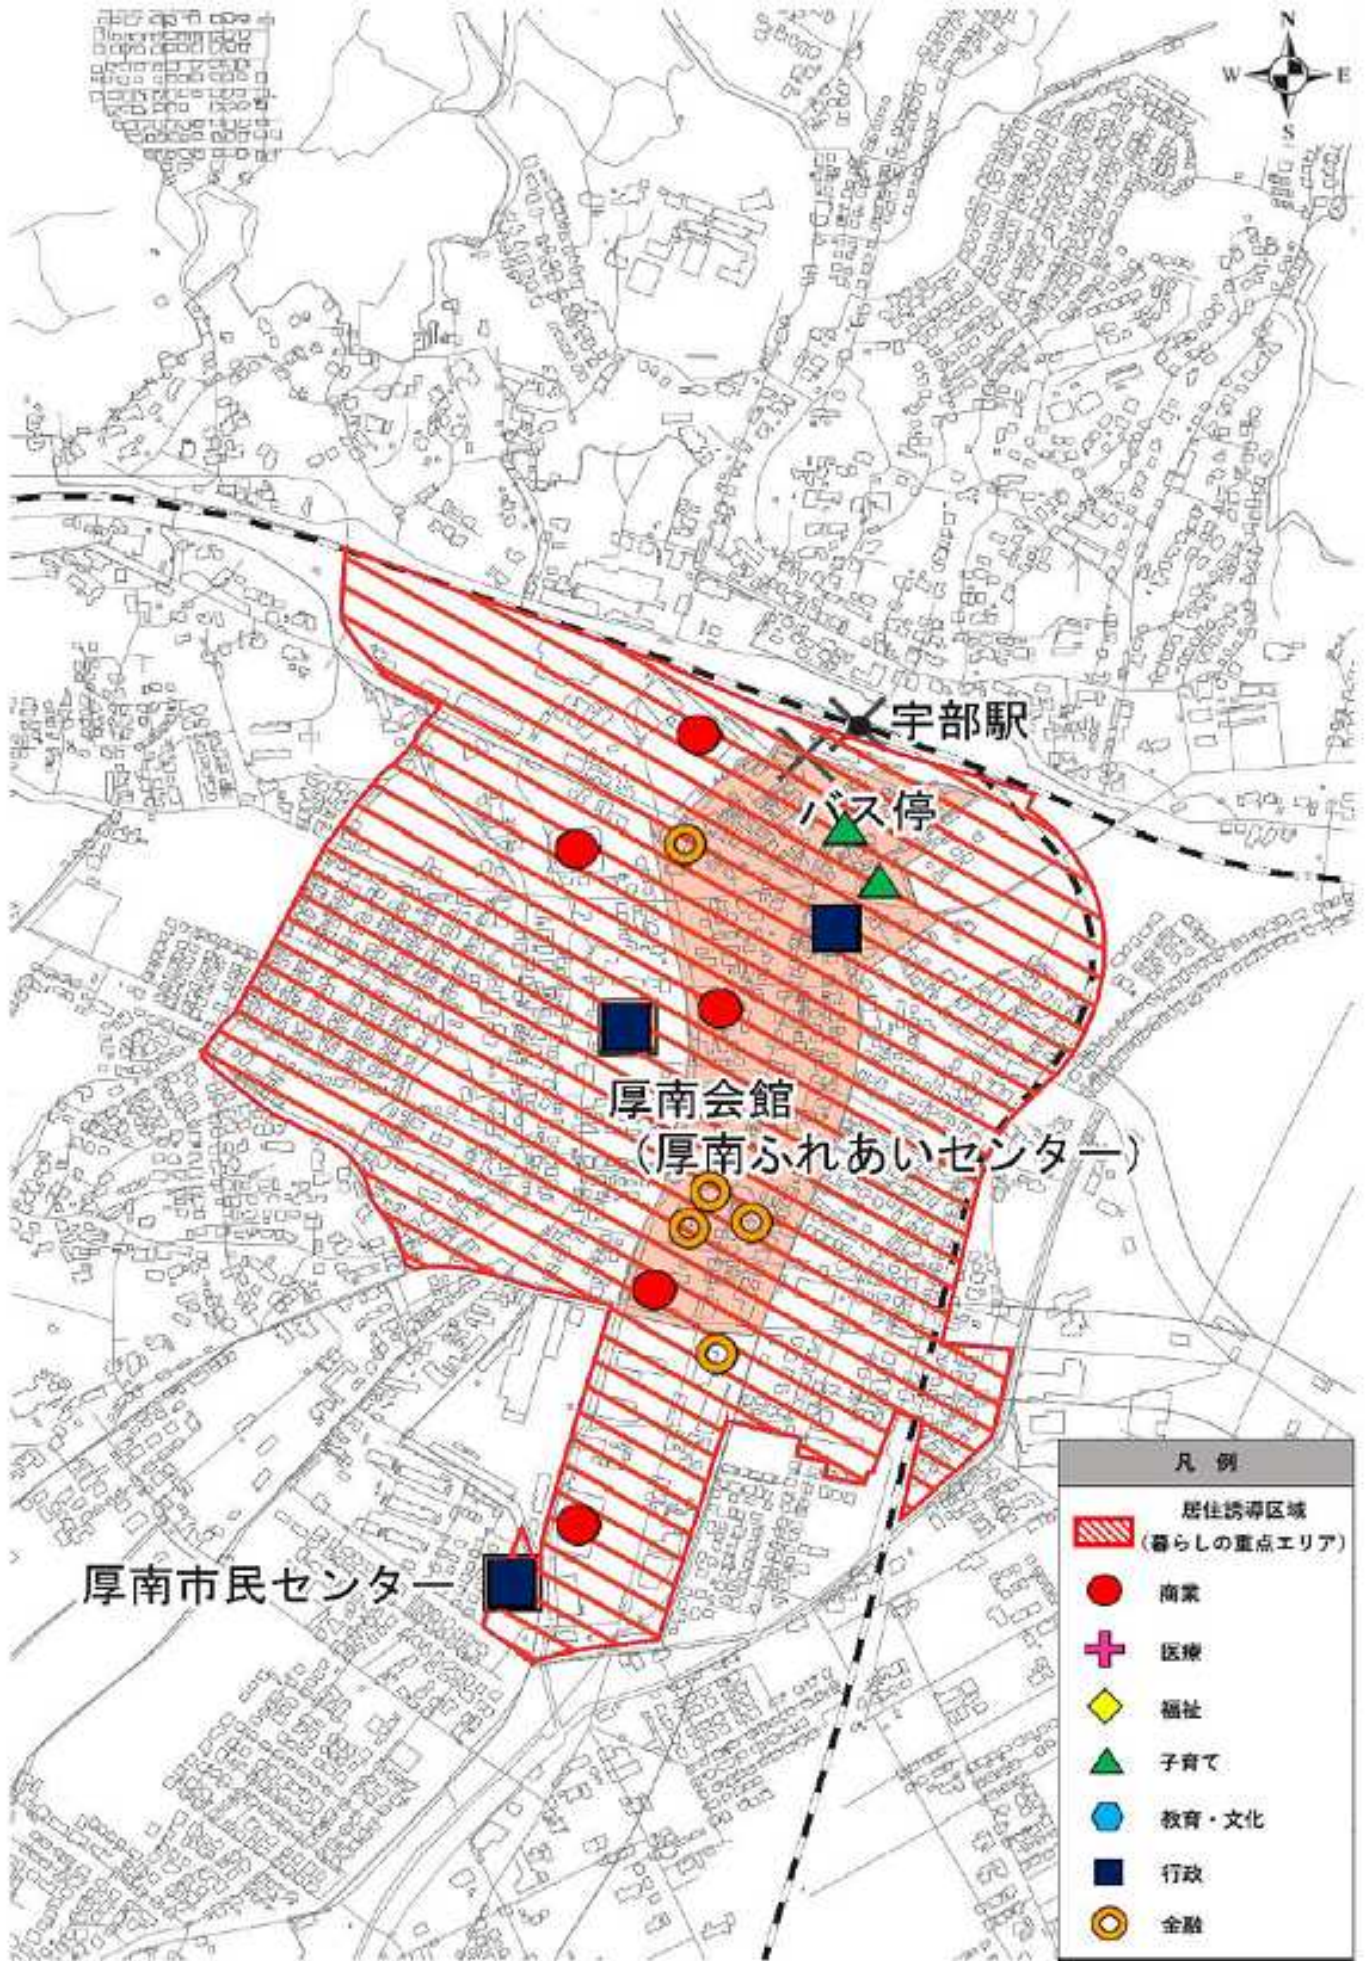 N
W E
S
宇部駅
バス停
厚南会館
(厚南ふれあいセンター)
厚南市民センター
凡 例
居住誘導区域
(暮らしの重点エリア)
商業
医療
福祉
子育て
教育・文化
行政
金融